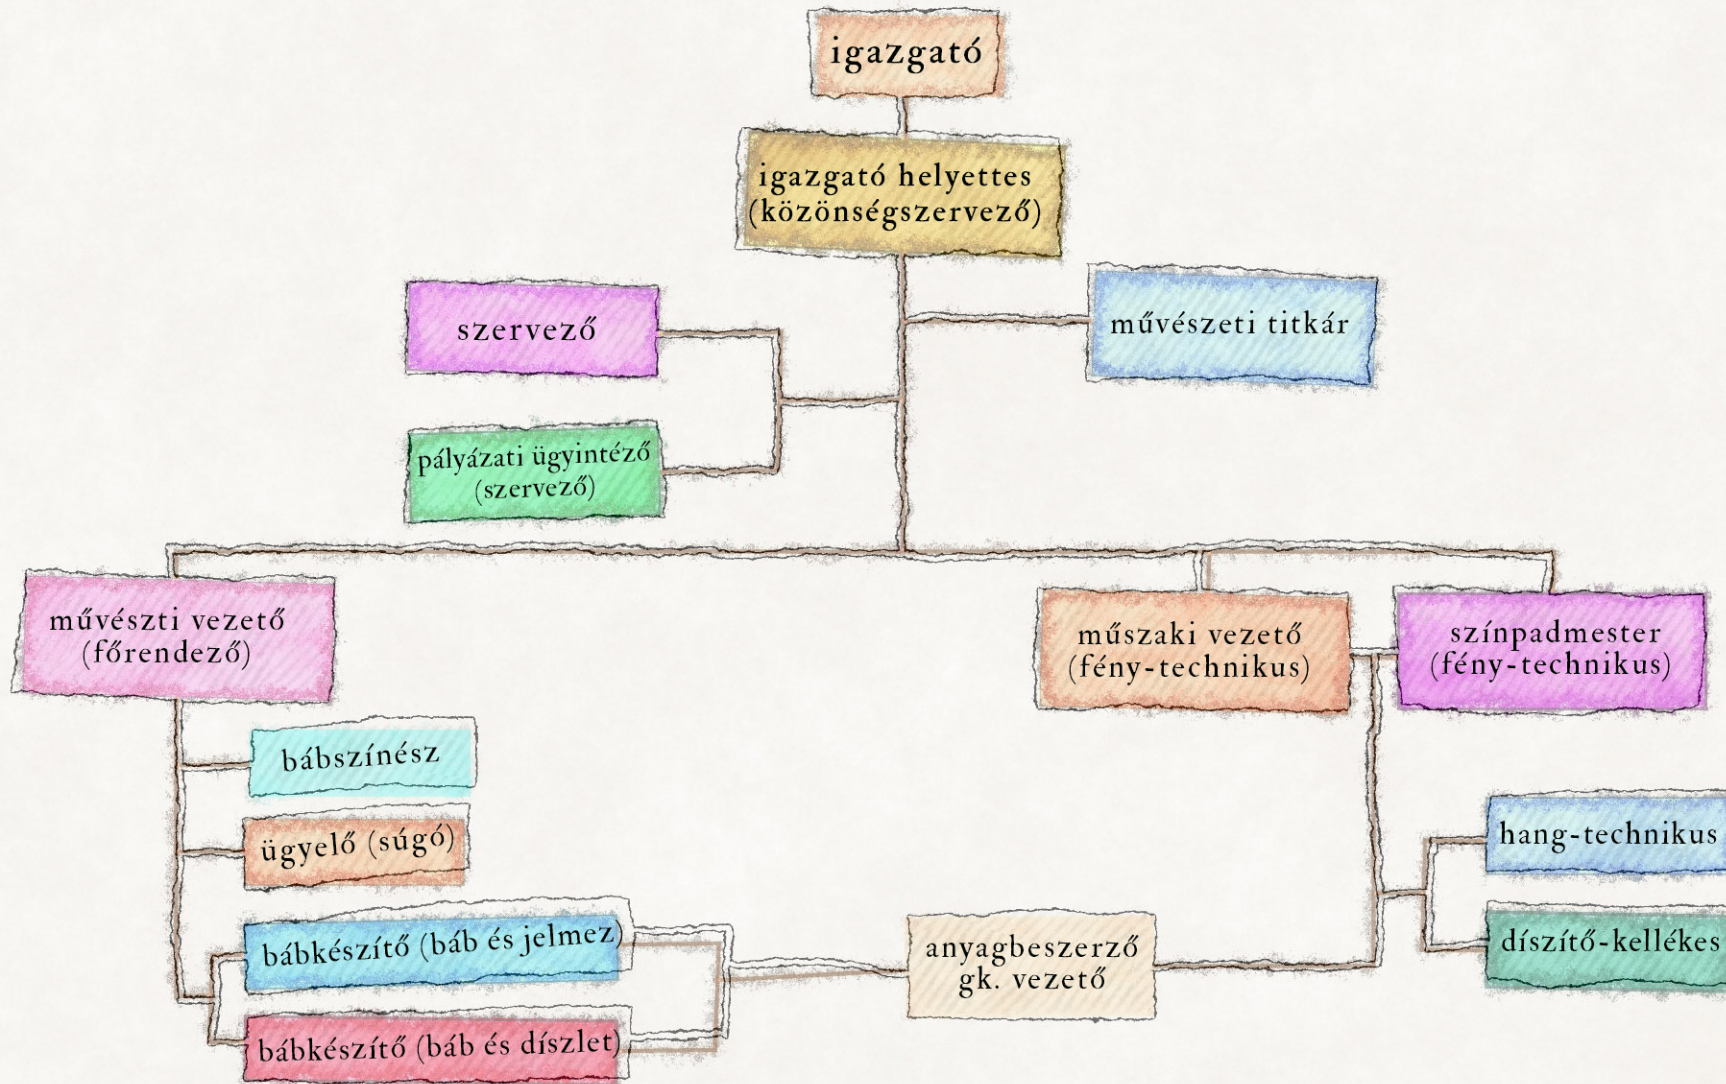 igazgató
igazgató helyettes
(közönségszervező)
szervező
művészeti titkár
pályázati ügyintéző
(szervező)
művészti vezető
(főrendező)
műszaki vezető
(fény-technikus)
színpadmester
(fény-technikus)
bábszínész
ügyelő (súgó)
bábkészítő (báb és jelmez)
bábkészítő (báb és díszlet)
anyagbeszerző
gk. vezető
hang-technikus
díszítő-kellékes